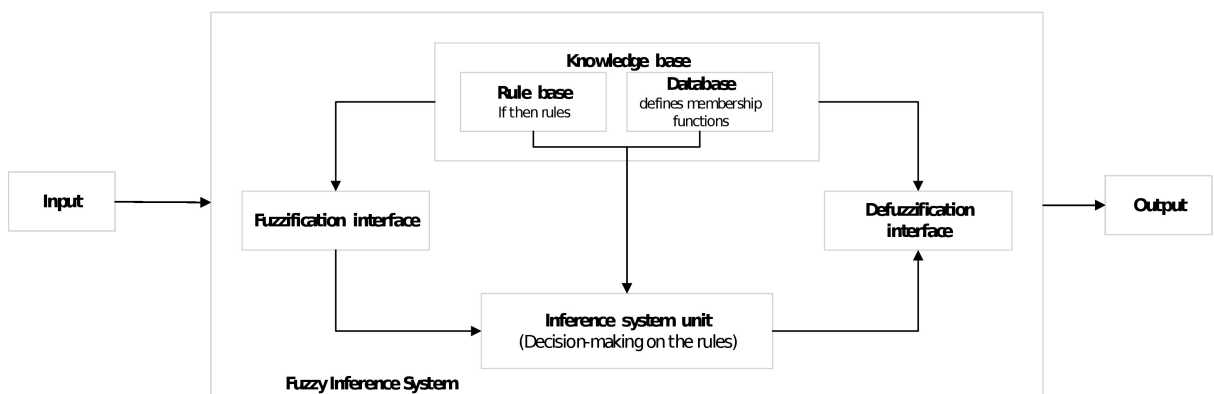 Knowledge base
Rule base
If then rules
Database
defines membership
functions
Input
Fuzzification interface
Defuzzification
interface
Output
Inference system unit
(Decision-making on the rules)
Fuzzy Inference System